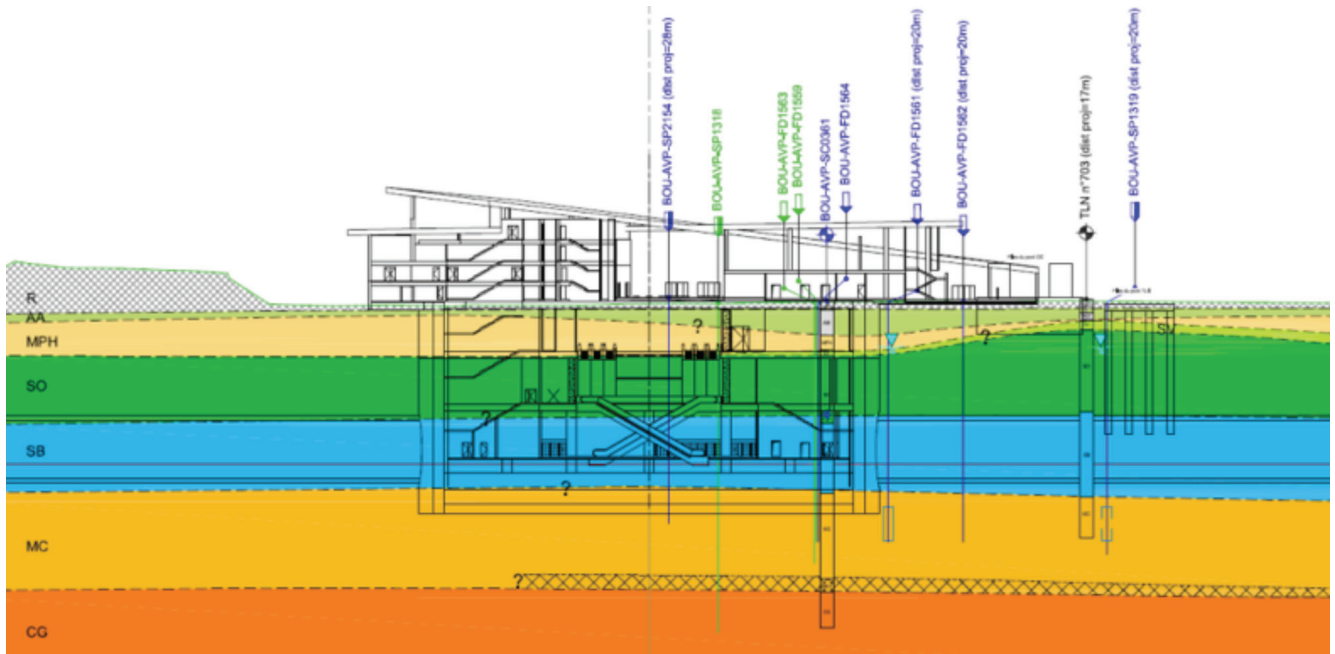 BOU-AVP-SP2154 (dist proj=28m)
BOU-AVP-SP1318
BOU-AVP-FD1563
BOU-AVP-FD1559
BOU-AVP-SC0361
BOU-AVP-FD1564
BOU-AVP-FD1561 (dist proj=20m)
BOU-AVP-FD1562 (dist proj=20m)
TLN n°703 (dist proj=17m)
BOU-AVP-SP1319 (dist proj=20m)
R
AA
MPH
?
?
SV
SO
?
SB
?
MC
?
CG